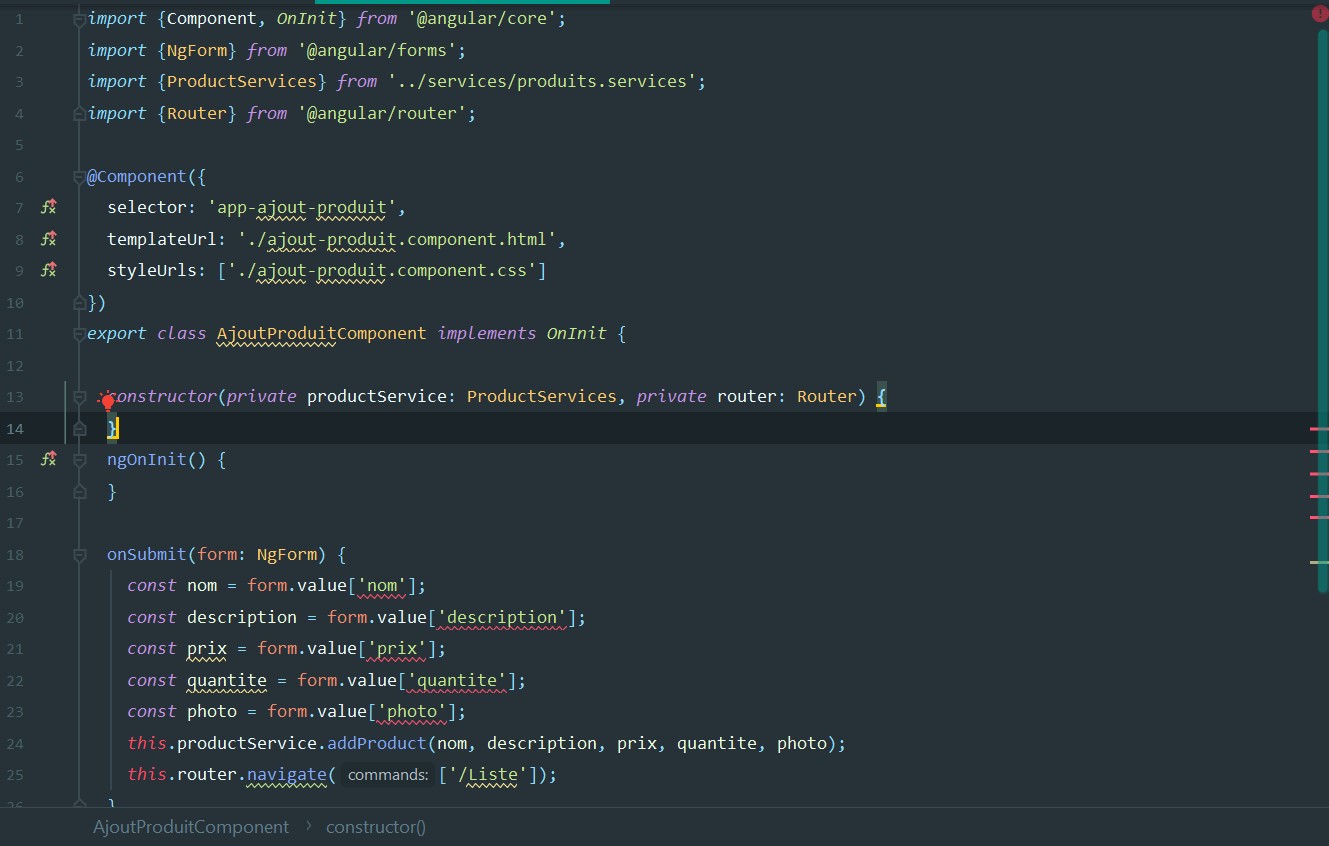 1 import {Component, OnInit} from '@angular/core';
2 import {NgForm} from '@angular/forms';
3 import {ProductServices} from '../services/produits.services';
4 import {Router} from '@angular/router';
5
6 @Component({
7 selector: 'app-ajout-produit',
8 templateUrl: './ajout-produit.component.html',
9 styleUrls: ['./ajout-produit.component.css']
10 })
11 export class AjoutProduitComponent implements OnInit {
12
13 constructor(private productService: ProductServices, private router: Router) {
14 }
15 ngOnInit() {
16 }
17
18 onSubmit(form: NgForm) {
19 const nom = form.value['nom'];
20 const description = form.value['description'];
21 const prix = form.value['prix'];
22 const quantite = form.value['quantite'];
23 const photo = form.value['photo'];
24 this.productService.addProduct(nom, description, prix, quantite, photo);
25 this.router.navigate( commands: ['/Liste']);
26 }
AjoutProduitComponent › constructor()